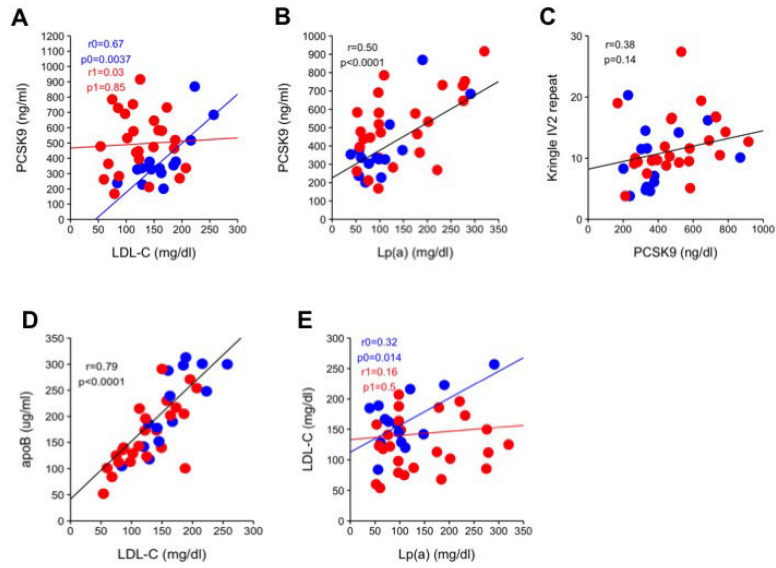 A
r0=0.67
p0=0.0037
r1=0.03
p1=0.85
PCSK9 (ng/ml)
1200
1100
1000
900
800
700
600
500
400
300
200
100
0
0 50 100 150 200 250 300
LDL-C (mg/dl)
B
r=0.50
p<0.0001
PCSK9 (ng/ml)
1000
900
800
700
600
500
400
300
200
100
0
0 50 100 150 200 250 300 350
Lp(a) (mg/dl)
C
r=0.38
p=0.14
Kringle IV2 repeat
30
20
10
0
0 200 400 600 800 1000
PCSK9 (ng/dl)
D
r=0.79
p<0.0001
apoB (ug/ml)
350
300
250
200
150
100
50
0
0 50 100 150 200 250 300
LDL-C (mg/dl)
E
r0=0.32
p0=0.014
r1=0.16
p1=0.5
LDL-C (mg/dl)
300
250
200
150
100
50
0
0 50 100 150 200 250 300 350
Lp(a) (mg/dl)